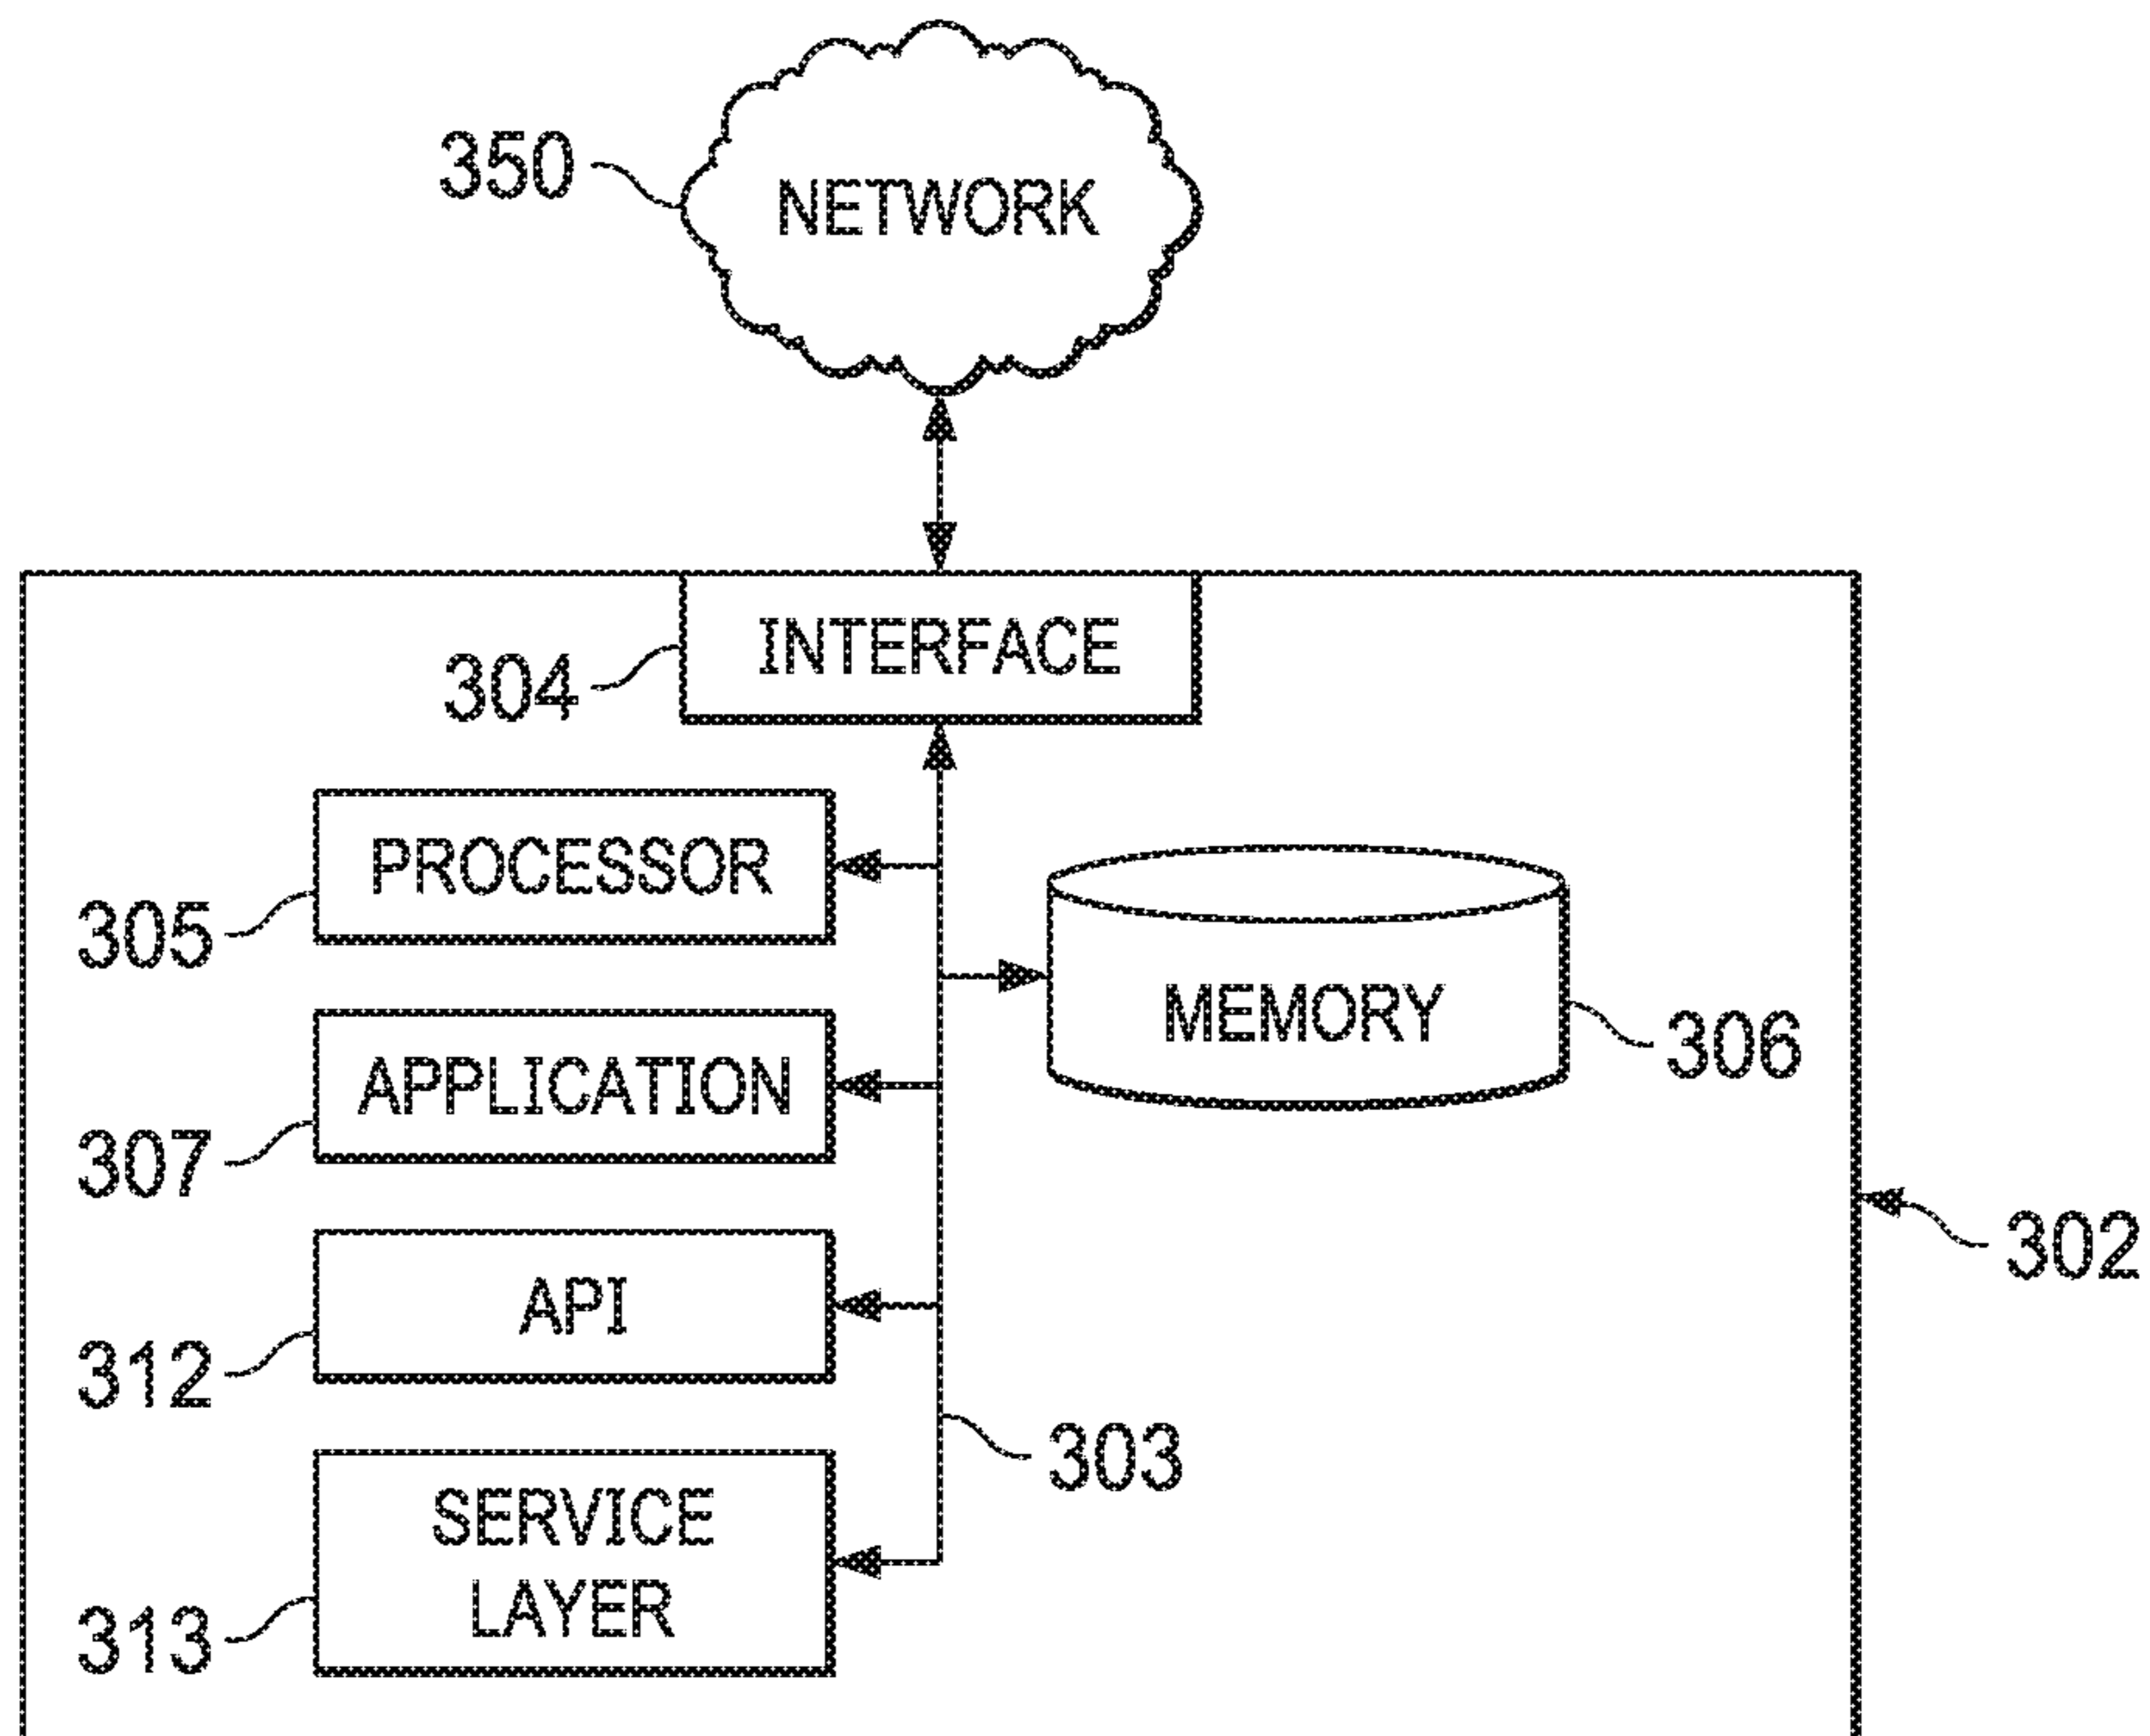 350
NETWORK
INTERFACE
304
PROCESSOR
305
MEMORY
306
APPLICATION
307
302
API
312
303
SERVICE
LAYER
313